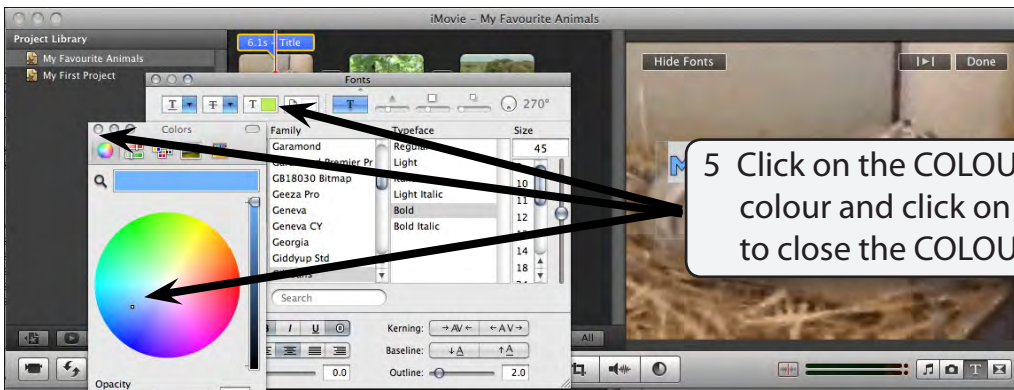 iMovie – My Favourite Animals
Project Library
My Favourite Animals
My First Project
6.1s – Title
Hide Fonts
Done
Fonts
270°
Colors
Family
Typeface
Size
Garamond
Regular
45
Light
GB18030 Bitmap
10
Geeza Pro
Light Italic
11
Geneva
Bold
12
Geneva CY
Bold Italic
Georgia
14
Giddyup Std
18
Search
Kerning:
Baseline:
0.0
Outline:
2.0
All
Opacity
5 Click on the COLOU
colour and click on
to close the COLOU